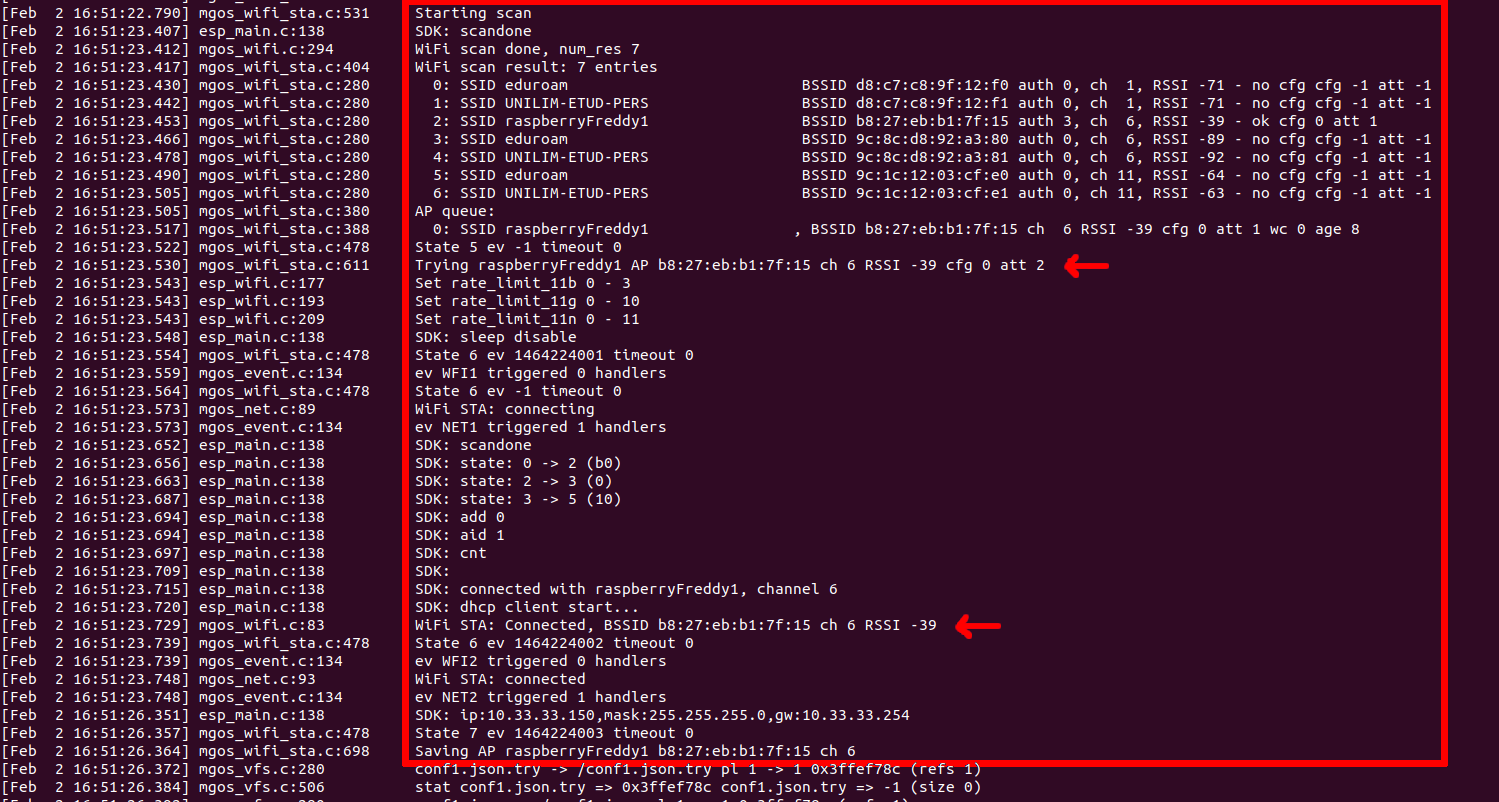 [Feb  2 16:51:22.790] mgos_wifi_sta.c:531     Starting scan
[Feb  2 16:51:23.407] esp_main.c:138          SDK: scandone
[Feb  2 16:51:23.412] mgos_wifi.c:294         WiFi scan done, num_res 7
[Feb  2 16:51:23.417] mgos_wifi_sta.c:404     WiFi scan result: 7 entries
[Feb  2 16:51:23.430] mgos_wifi_sta.c:280       0: SSID eduroam                          BSSID d8:c7:c8:9f:12:f0 auth 0, ch  1, RSSI -71 - no cfg cfg -1 att -1
[Feb  2 16:51:23.442] mgos_wifi_sta.c:280       1: SSID UNILIM-ETUD-PERS                 BSSID d8:c7:c8:9f:12:f1 auth 0, ch  1, RSSI -71 - no cfg cfg -1 att -1
[Feb  2 16:51:23.453] mgos_wifi_sta.c:280       2: SSID raspberryFreddy1                 BSSID b8:27:eb:b1:7f:15 auth 3, ch  6, RSSI -39 - ok cfg 0 att 1
[Feb  2 16:51:23.466] mgos_wifi_sta.c:280       3: SSID eduroam                          BSSID 9c:8c:d8:92:a3:80 auth 0, ch  6, RSSI -89 - no cfg cfg -1 att -1
[Feb  2 16:51:23.478] mgos_wifi_sta.c:280       4: SSID UNILIM-ETUD-PERS                 BSSID 9c:8c:d8:92:a3:81 auth 0, ch  6, RSSI -92 - no cfg cfg -1 att -1
[Feb  2 16:51:23.490] mgos_wifi_sta.c:280       5: SSID eduroam                          BSSID 9c:1c:12:03:cf:e0 auth 0, ch 11, RSSI -64 - no cfg cfg -1 att -1
[Feb  2 16:51:23.505] mgos_wifi_sta.c:280       6: SSID UNILIM-ETUD-PERS                 BSSID 9c:1c:12:03:cf:e1 auth 0, ch 11, RSSI -63 - no cfg cfg -1 att -1
[Feb  2 16:51:23.505] mgos_wifi_sta.c:380     AP queue:
[Feb  2 16:51:23.517] mgos_wifi_sta.c:388       0: SSID raspberryFreddy1                , BSSID b8:27:eb:b1:7f:15 ch  6 RSSI -39 cfg 0 att 1 wc 0 age 8
[Feb  2 16:51:23.522] mgos_wifi_sta.c:478     State 5 ev -1 timeout 0
[Feb  2 16:51:23.530] mgos_wifi_sta.c:611     Trying raspberryFreddy1 AP b8:27:eb:b1:7f:15 ch 6 RSSI -39 cfg 0 att 2
[Feb  2 16:51:23.543] esp_wifi.c:177          Set rate_limit_11b 0 - 3
[Feb  2 16:51:23.543] esp_wifi.c:193          Set rate_limit_11g 0 - 10
[Feb  2 16:51:23.543] esp_wifi.c:209          Set rate_limit_11n 0 - 11
[Feb  2 16:51:23.548] esp_main.c:138          SDK: sleep disable
[Feb  2 16:51:23.554] mgos_wifi_sta.c:478     State 6 ev 1464224001 timeout 0
[Feb  2 16:51:23.559] mgos_event.c:134        ev WFI1 triggered 0 handlers
[Feb  2 16:51:23.564] mgos_wifi_sta.c:478     State 6 ev -1 timeout 0
[Feb  2 16:51:23.573] mgos_net.c:89           WiFi STA: connecting
[Feb  2 16:51:23.573] mgos_event.c:134        ev NET1 triggered 1 handlers
[Feb  2 16:51:23.652] esp_main.c:138          SDK: scandone
[Feb  2 16:51:23.656] esp_main.c:138          SDK: state: 0 -> 2 (b0)
[Feb  2 16:51:23.663] esp_main.c:138          SDK: state: 2 -> 3 (0)
[Feb  2 16:51:23.687] esp_main.c:138          SDK: state: 3 -> 5 (10)
[Feb  2 16:51:23.694] esp_main.c:138          SDK: add 0
[Feb  2 16:51:23.694] esp_main.c:138          SDK: aid 1
[Feb  2 16:51:23.697] esp_main.c:138          SDK: cnt
[Feb  2 16:51:23.709] esp_main.c:138          SDK:
[Feb  2 16:51:23.715] esp_main.c:138          SDK: connected with raspberryFreddy1, channel 6
[Feb  2 16:51:23.720] esp_main.c:138          SDK: dhcp client start...
[Feb  2 16:51:23.729] mgos_wifi.c:83          WiFi STA: Connected, BSSID b8:27:eb:b1:7f:15 ch 6 RSSI -39
[Feb  2 16:51:23.739] mgos_wifi_sta.c:478     State 6 ev 1464224002 timeout 0
[Feb  2 16:51:23.739] mgos_event.c:134        ev WFI2 triggered 0 handlers
[Feb  2 16:51:23.748] mgos_net.c:93           WiFi STA: connected
[Feb  2 16:51:23.748] mgos_event.c:134        ev NET2 triggered 1 handlers
[Feb  2 16:51:26.351] esp_main.c:138          SDK: ip:10.33.33.150,mask:255.255.255.0,gw:10.33.33.254
[Feb  2 16:51:26.357] mgos_wifi_sta.c:478     State 7 ev 1464224003 timeout 0
[Feb  2 16:51:26.364] mgos_wifi_sta.c:698     Saving AP raspberryFreddy1 b8:27:eb:b1:7f:15 ch 6
[Feb  2 16:51:26.372] mgos_vfs.c:280          conf1.json.try -> /conf1.json.try pl 1 -> 1 0x3ffef78c (refs 1)
[Feb  2 16:51:26.384] mgos_vfs.c:506          stat conf1.json.try => 0x3ffef78c conf1.json.try => -1 (size 0)